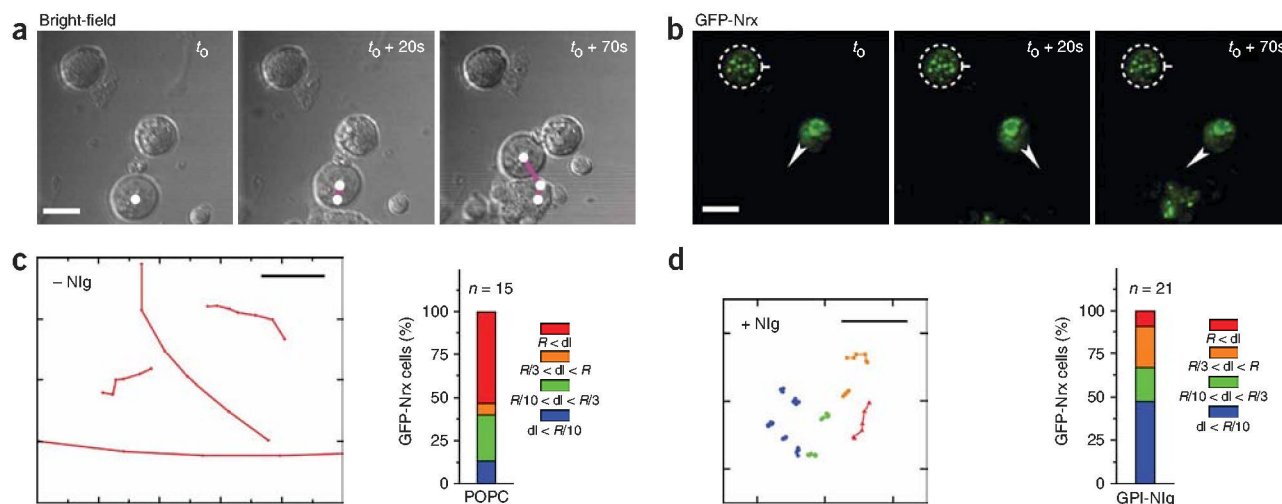 a Bright-field
t₀
t₀ + 20s
t₀ + 70s
b GFP-Nrx
t₀
t₀ + 20s
t₀ + 70s
c
– NIg
GFP-Nrx cells (%)
100
75
50
25
0
n = 15
POPC
R < dl
R/3 < dl < R
R/10 < dl < R/3
dl < R/10
d
+ NIg
GFP-Nrx cells (%)
100
75
50
25
0
n = 21
GPI-NIg
R < dl
R/3 < dl < R
R/10 < dl < R/3
dl < R/10